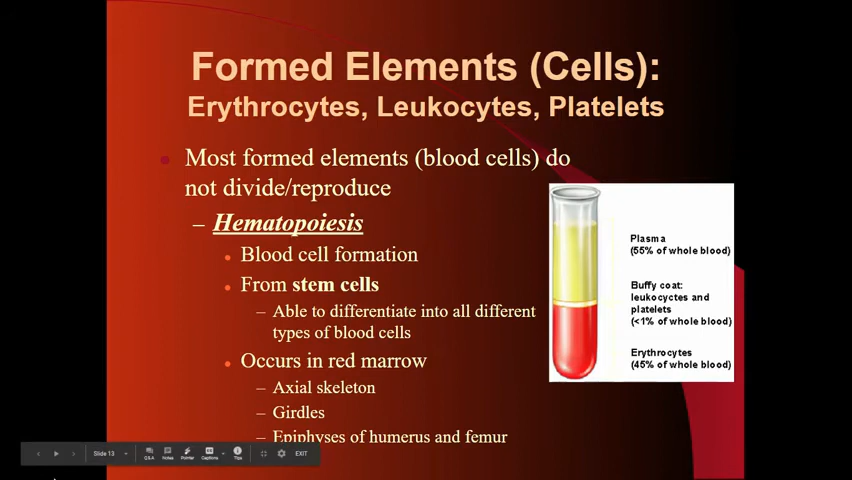 Formed Elements (Cells):
Erythrocytes, Leukocytes, Platelets
• Most formed elements (blood cells) do
not divide/reproduce
– Hematopoiesis
• Blood cell formation
• From stem cells
– Able to differentiate into all different
types of blood cells
• Occurs in red marrow
– Axial skeleton
– Girdles
– Epiphyses of humerus and femur
Plasma
(55% of whole blood)
Buffy coat:
leukocyctes and
platelets
(<1% of whole blood)
Erythrocytes
(45% of whole blood)
Slide 13
Q&A
Notes
Pointer
Captions
Tips
EXIT